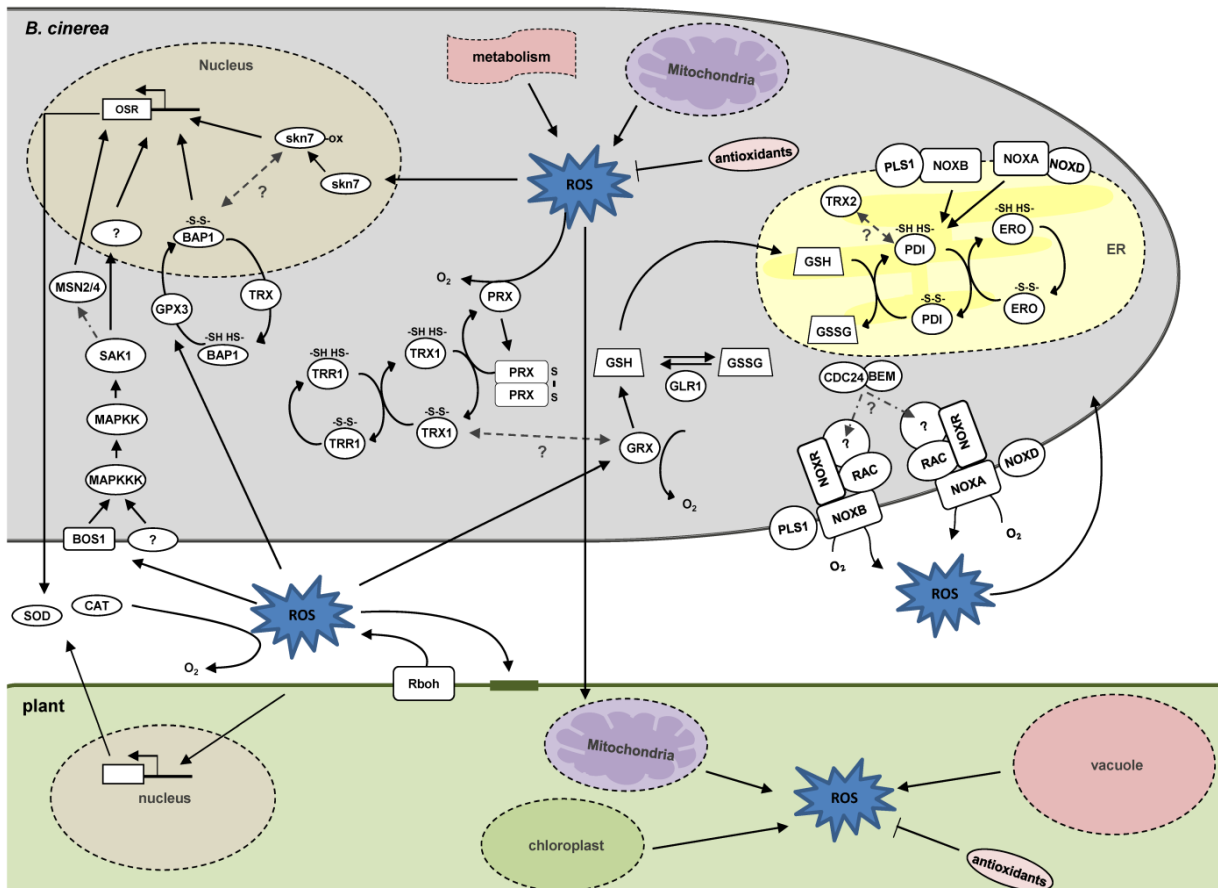 B. cinerea
Nucleus
OSR
skn7
-ox
skn7
?
?
-S-S-
BAP1
MSN2/4
GPX3
TRX
-SH HS-
BAP1
SAK1
MAPKK
MAPKKK
BOS1
?
metabolism
Mitochondria
ROS
antioxidants
O2
PRX
-SH HS-
TRX1
-SH HS-
TRR1
PRX
S
PRX
S
-S-S-
TRR1
-S-S-
TRX1
?
GSH
GSSG
GLR1
GRX
O2
PLS1
NOXB
NOXA
NOXD
TRX2
?
-SH HS-
PDI
-SH HS-
ERO
ER
GSH
-S-S-
PDI
-S-S-
ERO
GSSG
CDC24
BEM
?
?
?
NOXR
RAC
NOXR
RAC
NOXD
NOXA
PLS1
NOXB
O2
O2
ROS
SOD
CAT
ROS
O2
Rboh
plant
nucleus
Mitochondria
ROS
vacuole
chloroplast
antioxidants